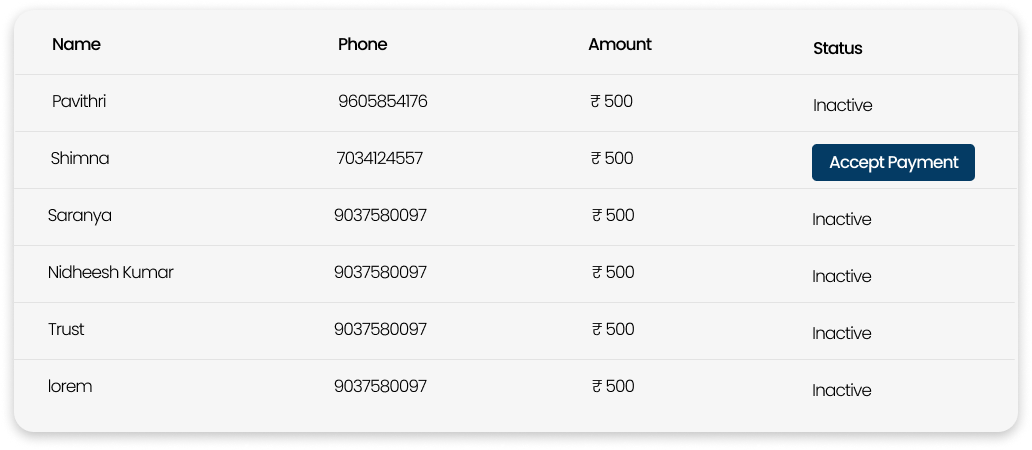 Name Phone Amount Status
Pavithri 9605854176 ₹ 500 Inactive
Shimna 7034124557 ₹ 500 Accept Payment
Saranya 9037580097 ₹ 500 Inactive
Nidheesh Kumar 9037580097 ₹ 500 Inactive
Trust 9037580097 ₹ 500 Inactive
lorem 9037580097 ₹ 500 Inactive